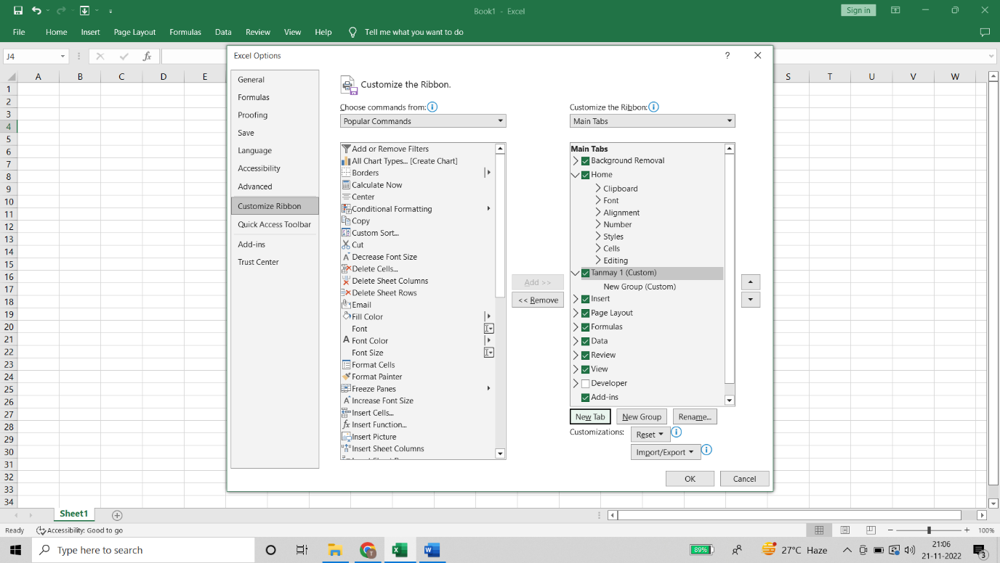 Book1 - Excel
Sign in
File Home Insert Page Layout Formulas Data Review View Help Tell me what you want to do
J4
fx
Excel Options
?
A B C D E S T U V W
1
2
3
4
5
6
7
8
9
10
11
12
13
14
15
16
17
18
19
20
21
22
23
24
25
26
27
28
29
30
31
32
33
34
General
Formulas
Proofing
Save
Language
Accessibility
Advanced
Customize Ribbon
Quick Access Toolbar
Add-ins
Trust Center
Customize the Ribbon.
Choose commands from:
Popular Commands
Add or Remove Filters
All Chart Types... [Create Chart]
Borders
Calculate Now
Center
Conditional Formatting
Copy
Custom Sort...
Cut
Decrease Font Size
Delete Cells...
Delete Sheet Columns
Delete Sheet Rows
Email
Fill Color
Font
Font Color
Font Size
Format Cells
Format Painter
Freeze Panes
Increase Font Size
Insert Cells...
Insert Function...
Insert Picture
Insert Sheet Columns
Add >>
<< Remove
Customize the Ribbon:
Main Tabs
Main Tabs
Background Removal
Home
Clipboard
Font
Alignment
Number
Styles
Cells
Editing
Tanmay 1 (Custom)
New Group (Custom)
Insert
Page Layout
Formulas
Data
Review
View
Developer
Add-ins
New Tab New Group Rename...
Customizations: Reset
Import/Export
OK Cancel
Sheet1
Ready Accessibility: Good to go
100%
Type here to search
89%
27°C Haze
21:06
21-11-2022
3